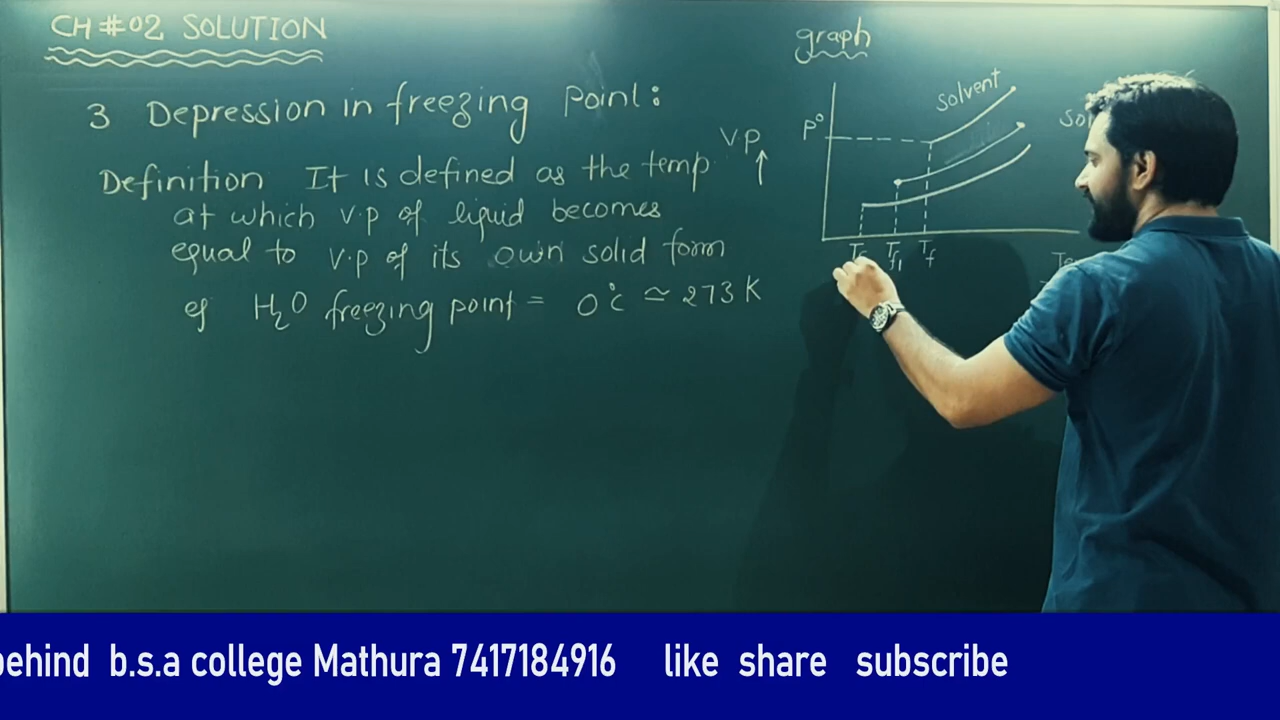 CH #02 SOLUTION
3 Depression in freezing point:
Definition It is defined as the temp
at which v.p of liquid becomes
equal to v.p of its own solid form
eg H₂O freezing point = 0°C ≃ 273 K
graph
Solvent
P°
VP
Tf1
Tf
behind b.s.a college Mathura 7417184916 like share subscribe